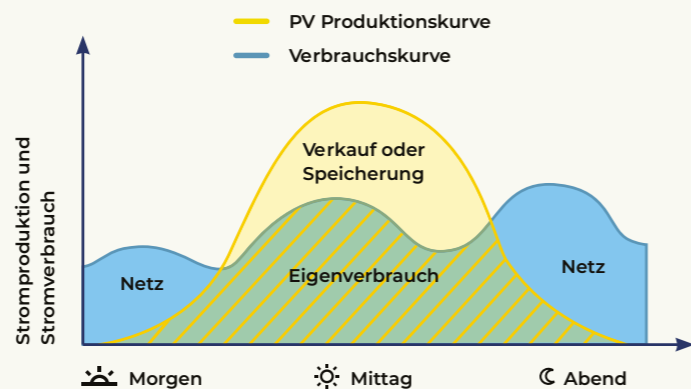 PV Produktionskurve
Verbrauchskurve
Stromproduktion und
Stromverbrauch
Verkauf oder
Speicherung
Netz
Eigenverbrauch
Netz
Morgen
Mittag
Abend